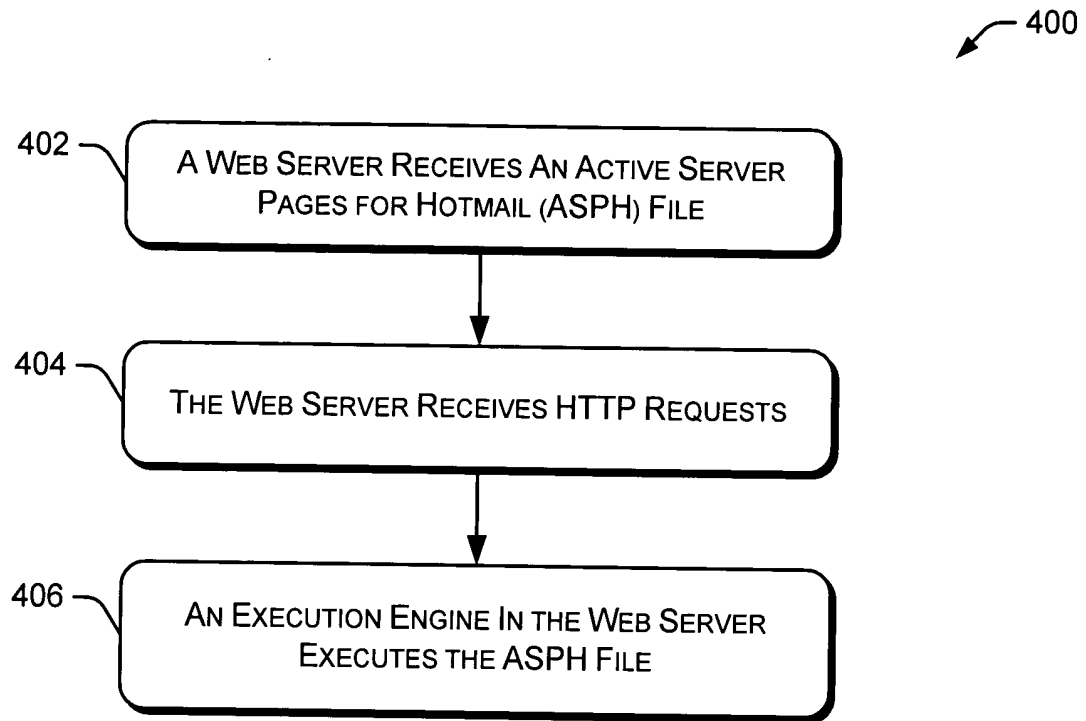 400
402
A WEB SERVER RECEIVES AN ACTIVE SERVER
PAGES FOR HOTMAIL (ASPH) FILE
404
THE WEB SERVER RECEIVES HTTP REQUESTS
406
AN EXECUTION ENGINE IN THE WEB SERVER
EXECUTES THE ASPH FILE